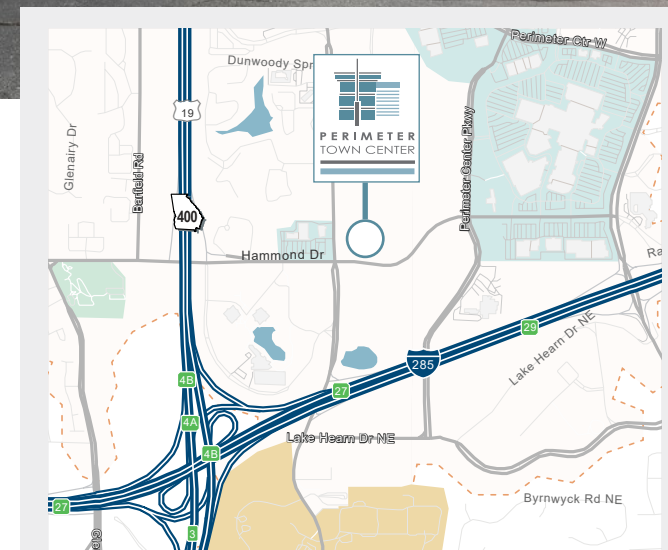 Perimeter Ctr W
Dunwoody Spr
19
PERIMETER
TOWN CENTER
Glenairy Dr
Barfield Rd
Perimeter Center Pkwy
400
Hammond Dr
Ra
29
Lake Hearn Dr NE
285
4B
27
4A
Lake Hearn Dr NE
4B
Byrnwyck Rd NE
27
3